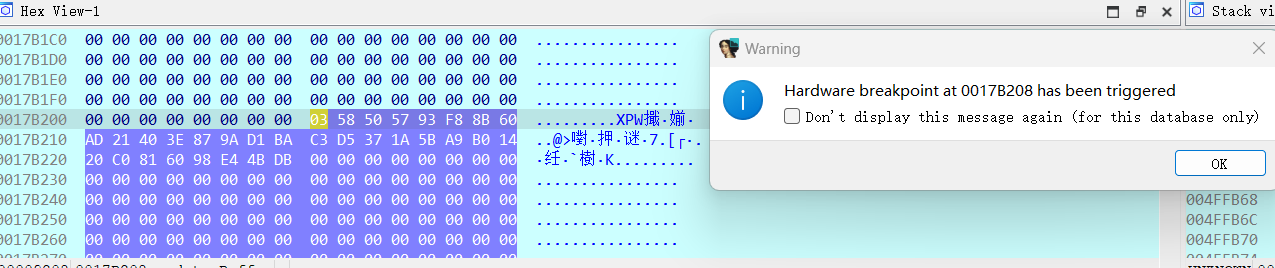 Hex View-1
Stack vi
0017B1C0 00 00 00 00 00 00 00 00 00 00 00 00 00 00 00 00 ................
0017B1D0 00 00 00 00 00 00 00 00 00 00 00 00 00 00 00 00 ................
0017B1E0 00 00 00 00 00 00 00 00 00 00 00 00 00 00 00 00 ................
0017B1F0 00 00 00 00 00 00 00 00 00 00 00 00 00 00 00 00 ................
0017B200 00 00 00 00 00 00 00 00 03 58 50 57 93 F8 8B 60 .........XPW擑·媊·
0017B210 AD 21 40 3E 87 9A D1 BA C3 D5 37 1A 5B A9 B0 14 ..@>嚉·押·谜·7.[┌·..
0017B220 20 C0 81 60 98 E4 4B DB 00 00 00 00 00 00 00 00
0017B230 00 00 00 00 00 00 00 00 00 00 00 00 00 00 00 00 ................
0017B240 00 00 00 00 00 00 00 00 00 00 00 00 00 00 00 00 ................
0017B250 00 00 00 00 00 00 00 00 00 00 00 00 00 00 00 00 ................
0017B260 00 00 00 00 00 00 00 00 00 00 00 00 00 00 00 00 ................
Warning
Hardware breakpoint at 0017B208 has been triggered
Don't display this message again (for this database only)
OK
004FFB68
004FFB6C
004FFB70